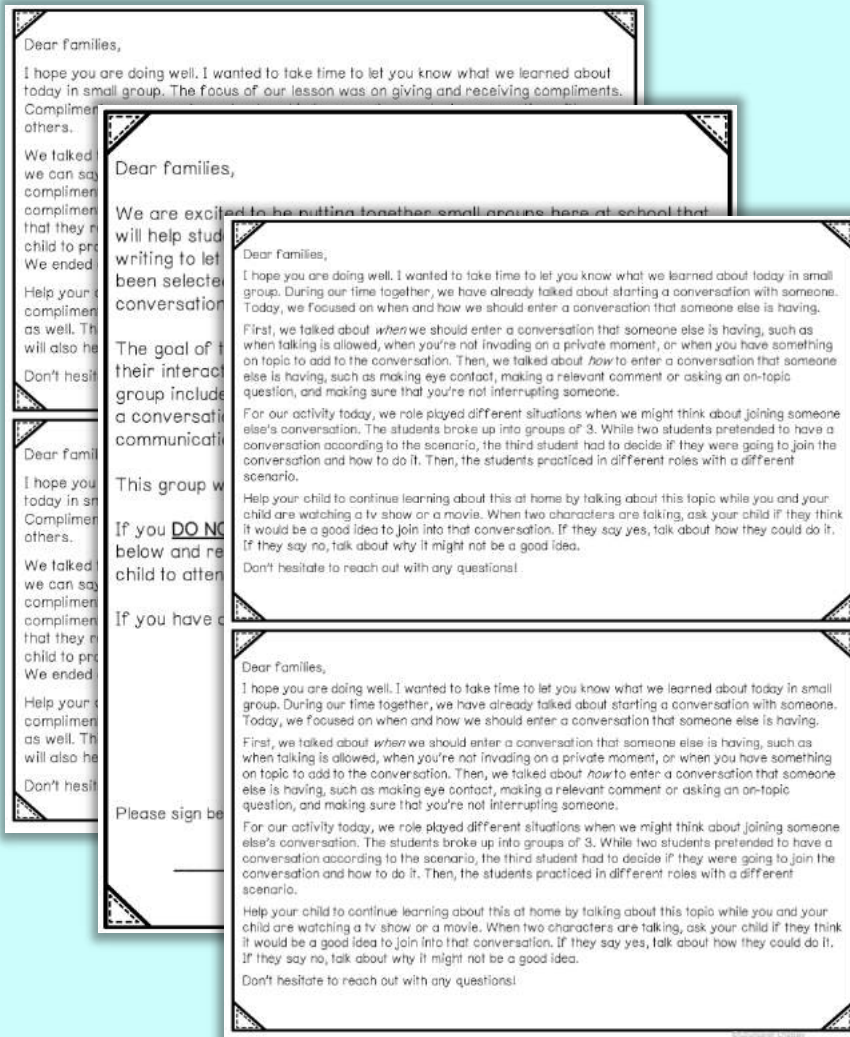 Dear families,
I hope you are doing well. I wanted to take time to let you know what we learned about
today in small group. The focus of our lesson was on giving and receiving compliments.
others.
We talked
we can say
that they
child to
We ended
Help your
as well.
will also
Dear families,
We are excited to be putting together small groups here at school that
will help
writing to let
been selected
conversation
The goal of
their
group
This group
If you DO NOT
below and
child to
If you have
Please sign
Dear
I hope you
today in
others.
We talked
we can say
that they
child to
We ended
Help your
as well.
will also
Dear families,
I hope you are doing well. I wanted to take time to let you know what we learned about today in small
group. During our time together, we have already talked about starting a conversation with someone.
Today, we focused on when and how we should enter a conversation that someone else is having.
First, we talked about when we should enter a conversation that someone else is having, such as
when talking is allowed, when you're not invading on a private moment, or when you have something
on topic to add to the conversation. Then, we talked about how to enter a conversation that someone
else is having, such as making eye contact, making a relevant comment or asking an on-topic
question, and making sure that you're not interrupting someone.
For our activity today, we role played different situations when we might think about joining someone
else's conversation. The students broke up into groups of 3. While two students pretended to have a
conversation according to the scenario, the third student had to decide if they were going to join the
conversation and how to do it. Then, the students practiced in different roles with a different
scenario.
Help your child to continue learning about this at home by talking about this topic while you and your
child are watching a tv show or a movie. When two characters are talking, ask your child if they think
it would be a good idea to join into that conversation. If they say yes, talk about how they could do it.
If they say no, talk about why it might not be a good idea.
Don't hesitate to reach out with any questions!
Dear families,
I hope you are doing well. I wanted to take time to let you know what we learned about today in small
group. During our time together, we have already talked about starting a conversation with someone.
Today, we focused on when and how we should enter a conversation that someone else is having.
First, we talked about when we should enter a conversation that someone else is having, such as
when talking is allowed, when you're not invading on a private moment, or when you have something
on topic to add to the conversation. Then, we talked about how to enter a conversation that someone
else is having, such as making eye contact, making a relevant comment or asking an on-topic
question, and making sure that you're not interrupting someone.
For our activity today, we role played different situations when we might think about joining someone
else's conversation. The students broke up into groups of 3. While two students pretended to have a
conversation according to the scenario, the third student had to decide if they were going to join the
conversation and how to do it. Then, the students practiced in different roles with a different
scenario.
Help your child to continue learning about this at home by talking about this topic while you and your
child are watching a tv show or a movie. When two characters are talking, ask your child if they think
it would be a good idea to join into that conversation. If they say yes, talk about how they could do it.
If they say no, talk about why it might not be a good idea.
Don't hesitate to reach out with any questions!